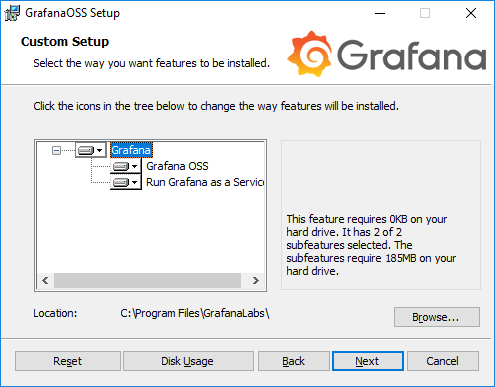 GrafanaOSS Setup
Custom Setup
Select the way you want features to be installed.
Grafana
Click the icons in the tree below to change the way features will be installed.
Grafana
Grafana OSS
Run Grafana as a Service
This feature requires 0KB on your
hard drive. It has 2 of 2
subfeatures selected. The
subfeatures require 185MB on your
hard drive.
Location:
C:\Program Files\GrafanaLabs\
Browse...
Reset
Disk Usage
Back
Next
Cancel